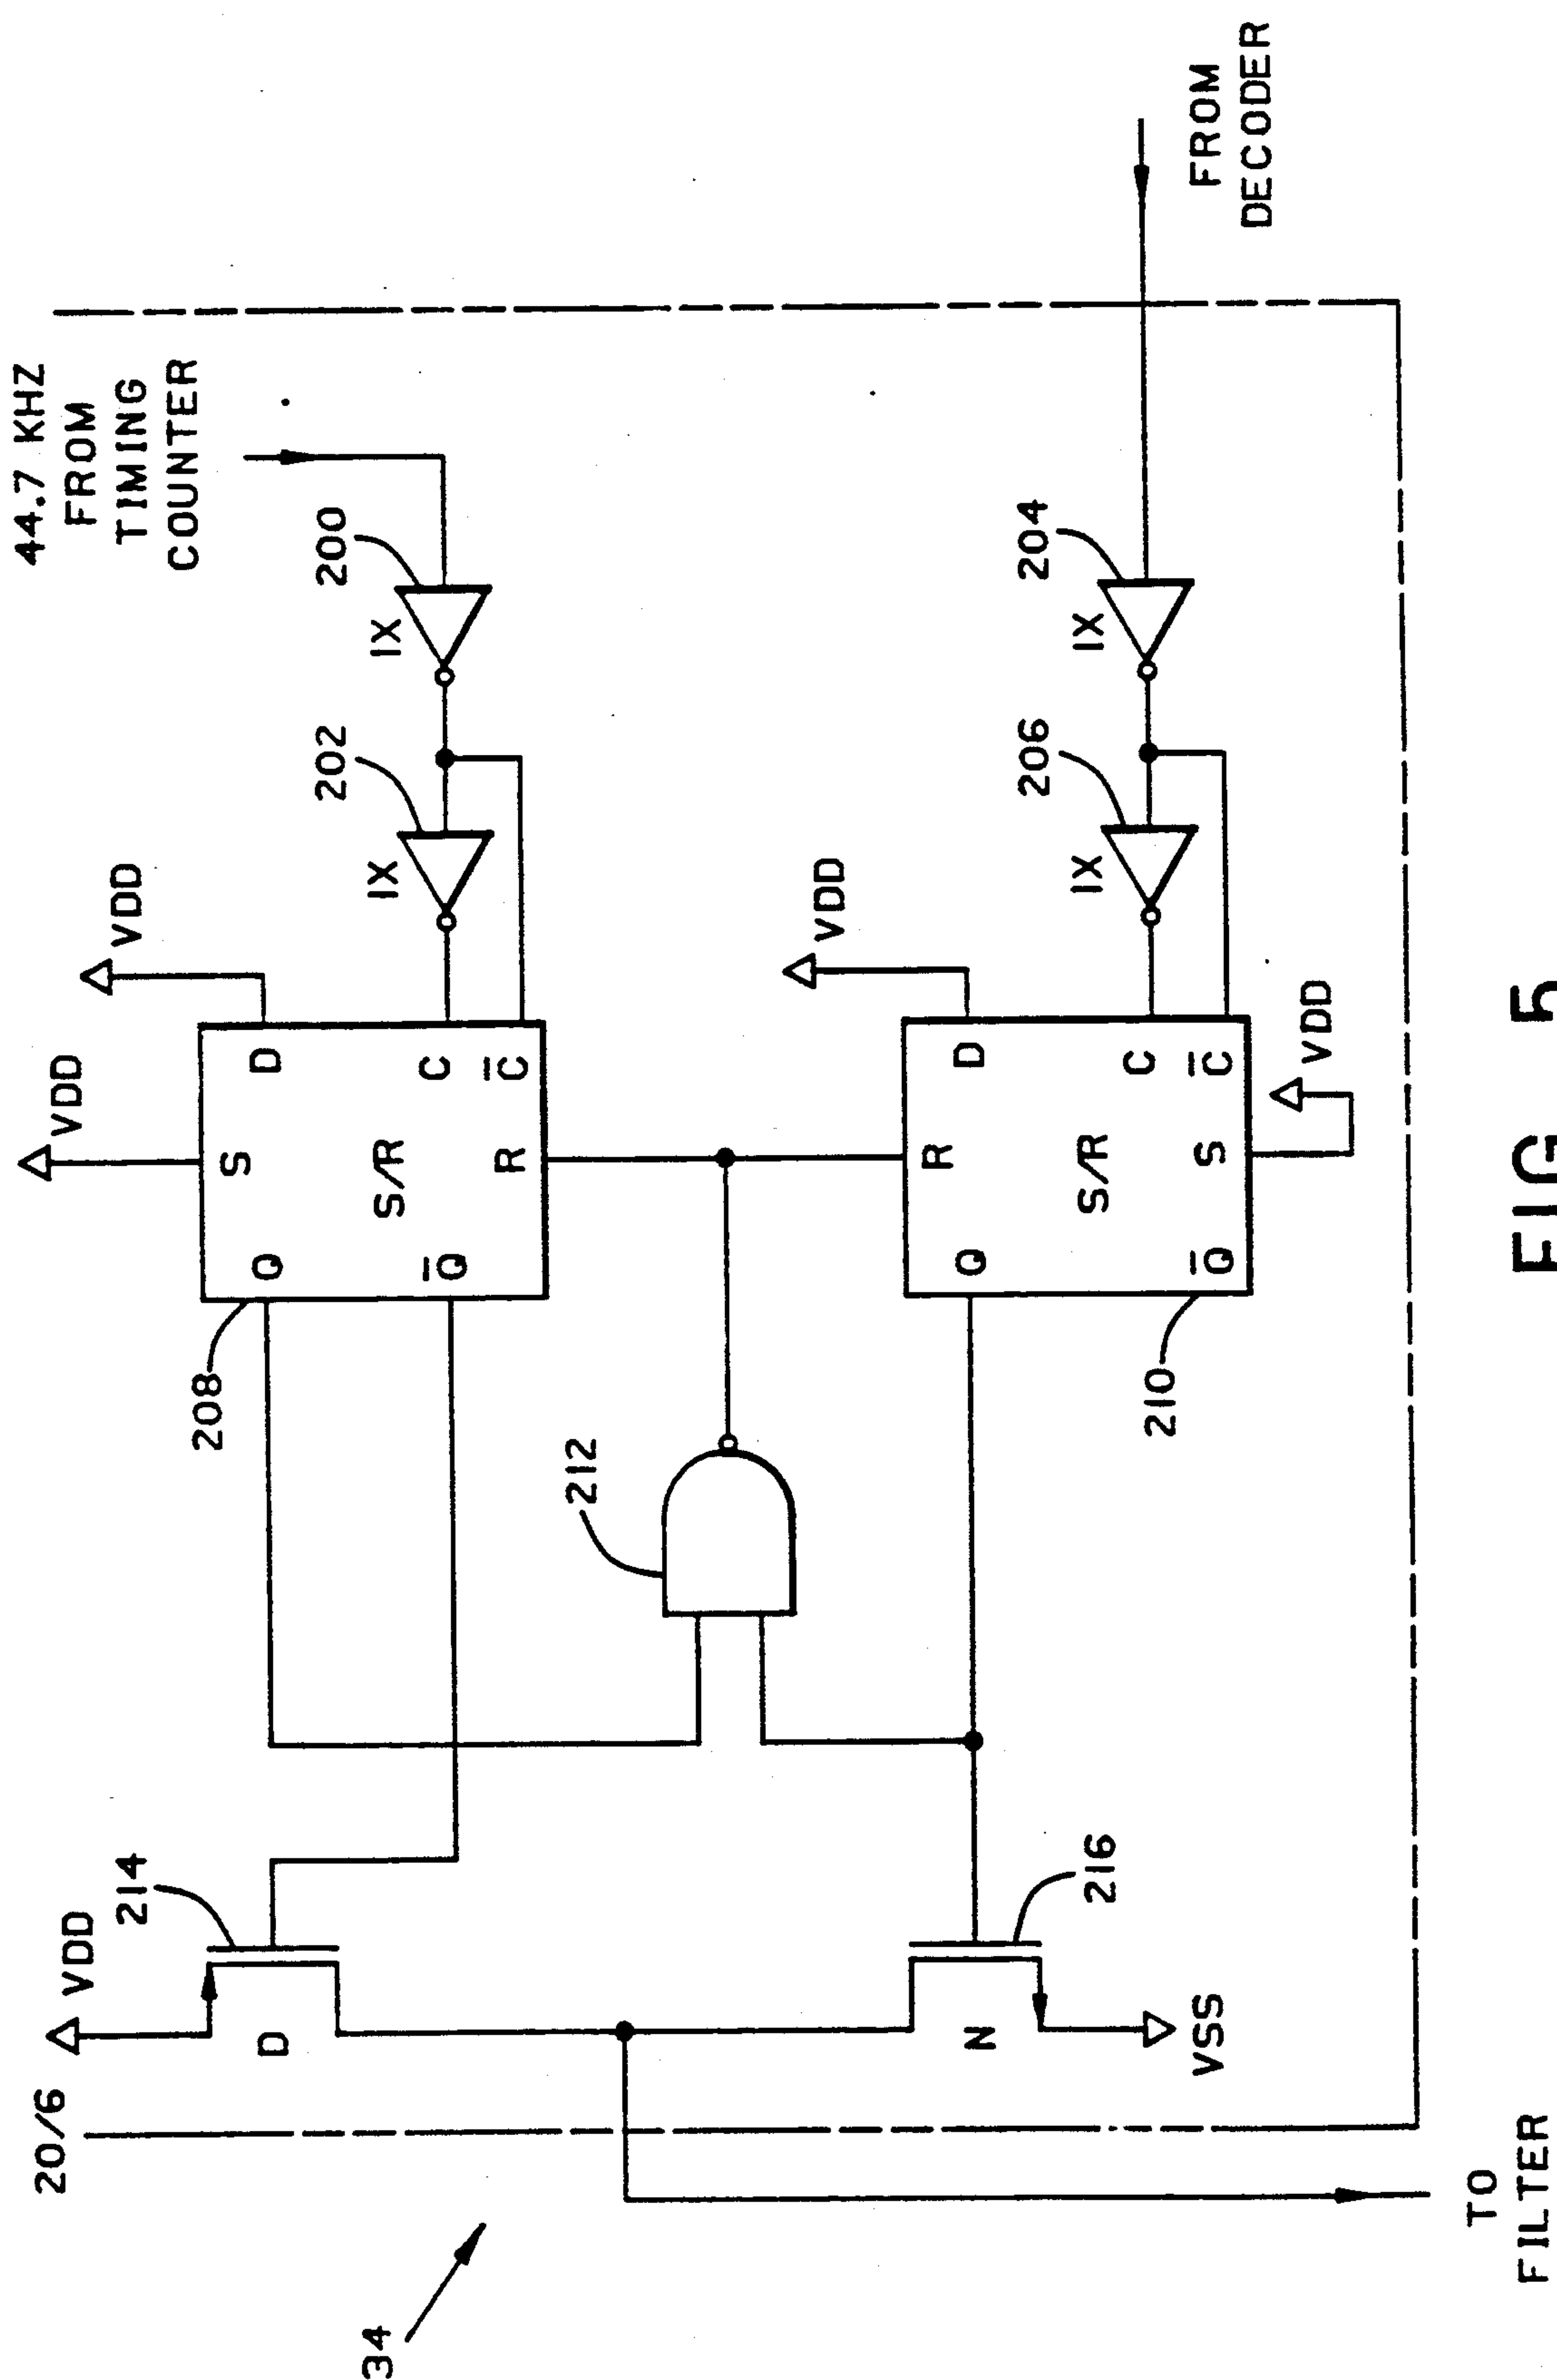 44.7 KHZ
FROM
TIMING
COUNTER
20/6
VDD
VDD
VDD
214
208
202
200
S
D
Q
1X
1X
D
34
S/R
C
Q̅
R
C̅
212
VDD
R
D
Q
N
216
206
204
1X
1X
S/R
C
210
VSS
Q̅
S
C̅
VDD
FROM
DECODER
TO
FILTER
FIG 5